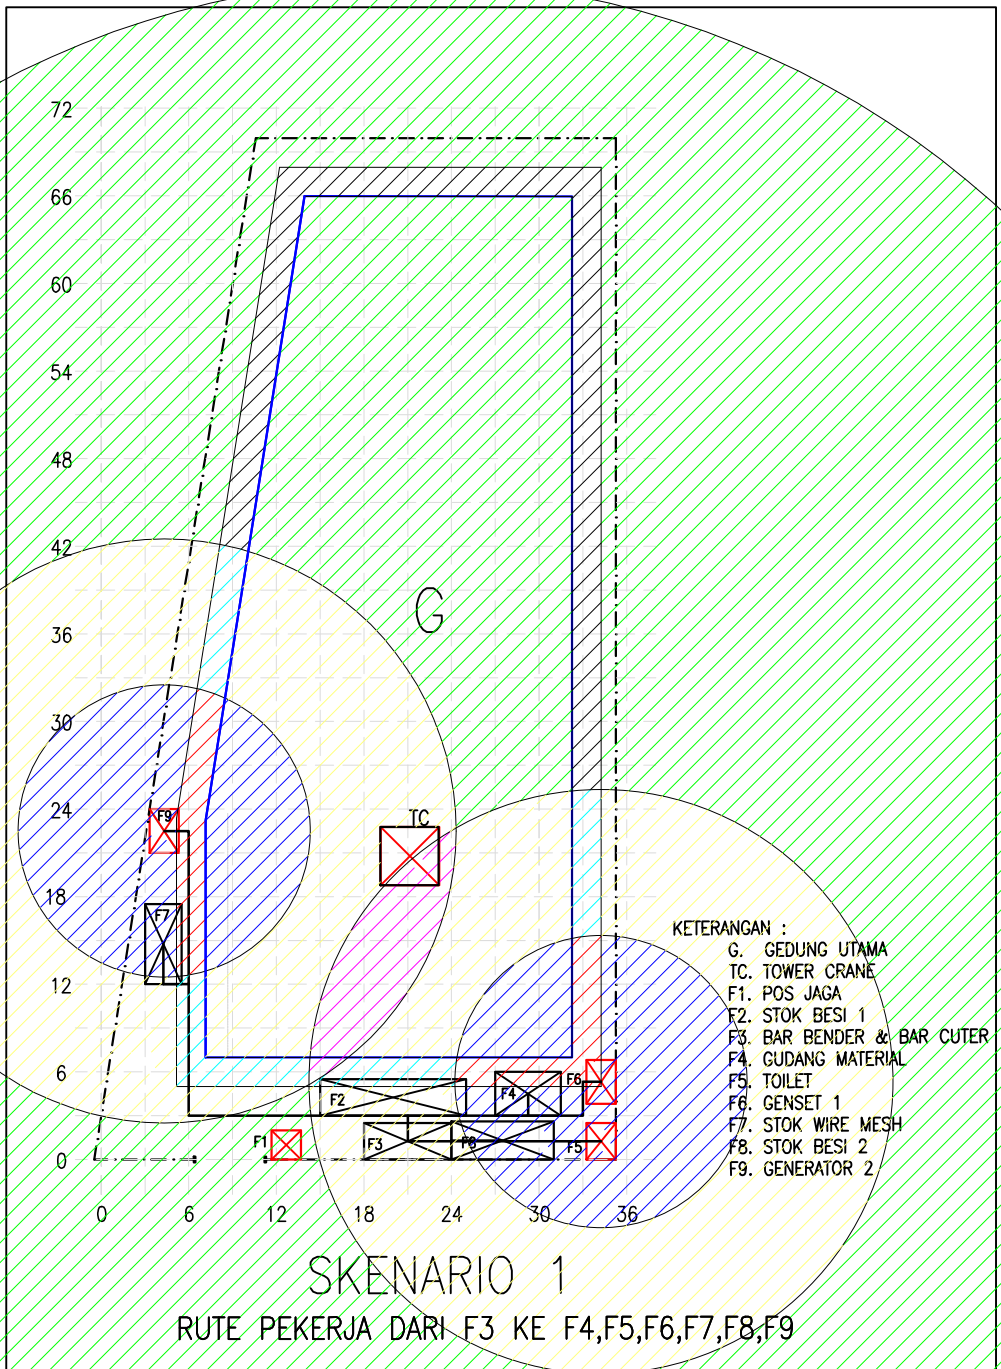 72
66
60
54
48
42
G
36
30
TC
24
F9
18
F7
KETERANGAN :
G. GEDUNG UTAMA
TC. TOWER CRANE
F1. POS JAGA
F2. STOK BESI 1
F3. BAR BENDER & BAR CUTER
F4. GUDANG MATERIAL
F5. TOILET
F6. GENSET 1
F7. STOK WIRE MESH
F8. STOK BESI 2
F9. GENERATOR 2
12
6
F6
F2
F4
F1
F3
F8
F5
0
0 6 12 18 24 30 36
SKENARIO 1
RUTE PEKERJA DARI F3 KE F4,F5,F6,F7,F8,F9